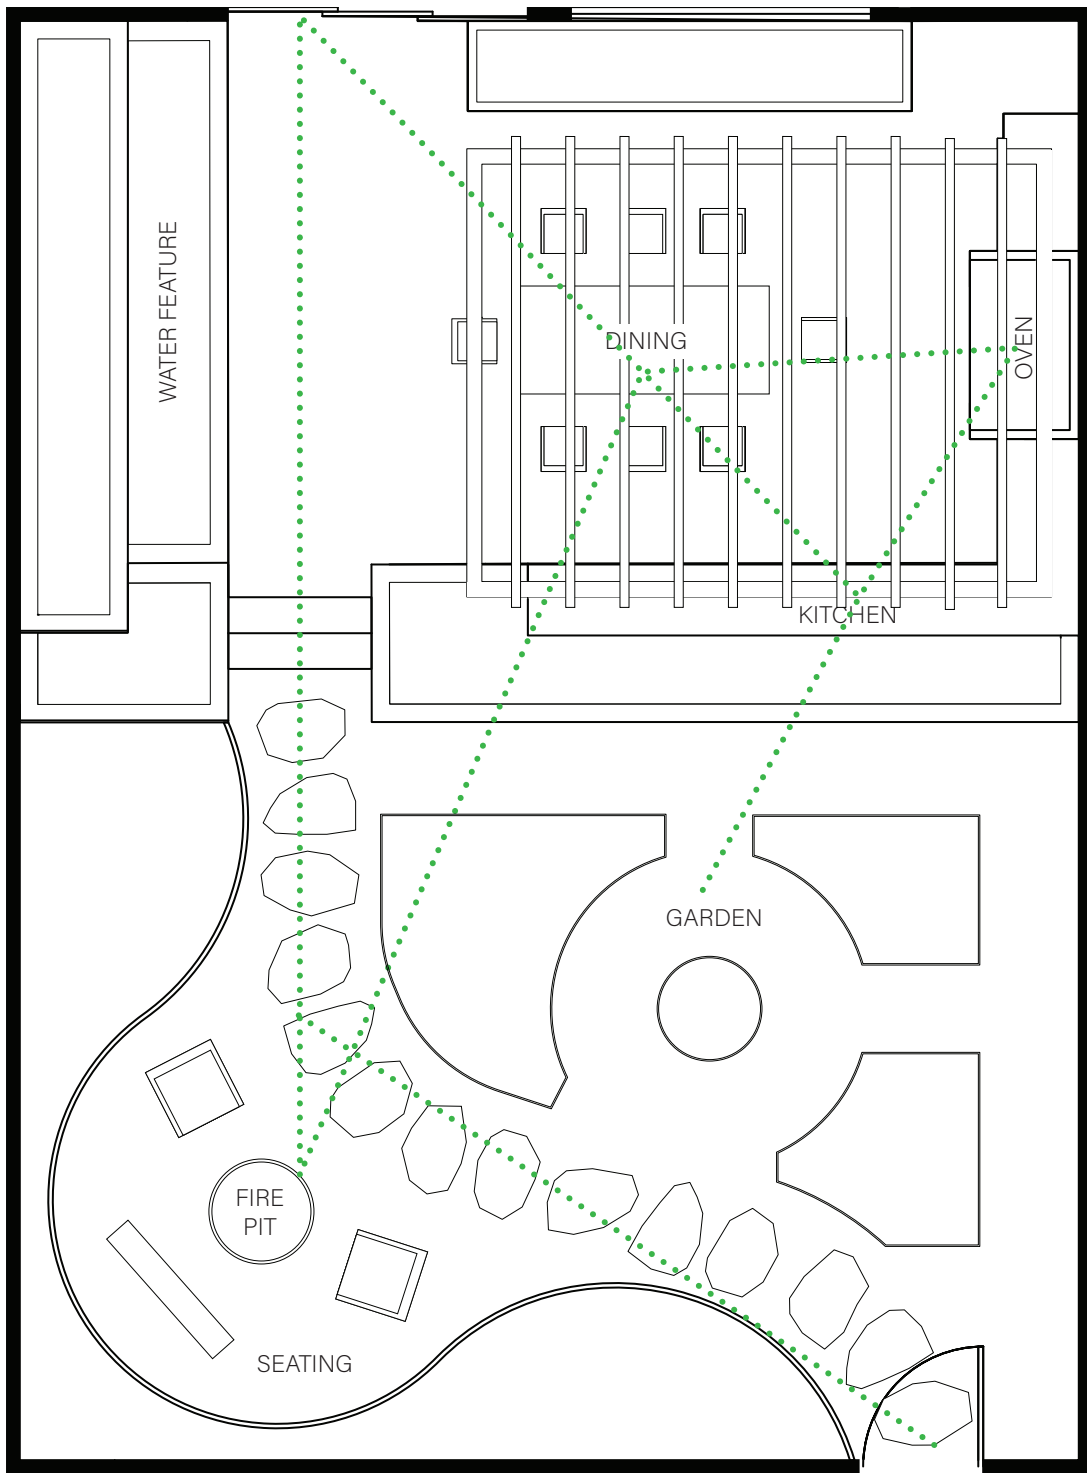 WATER FEATURE
DINING
OVEN
KITCHEN
GARDEN
FIRE
PIT
SEATING